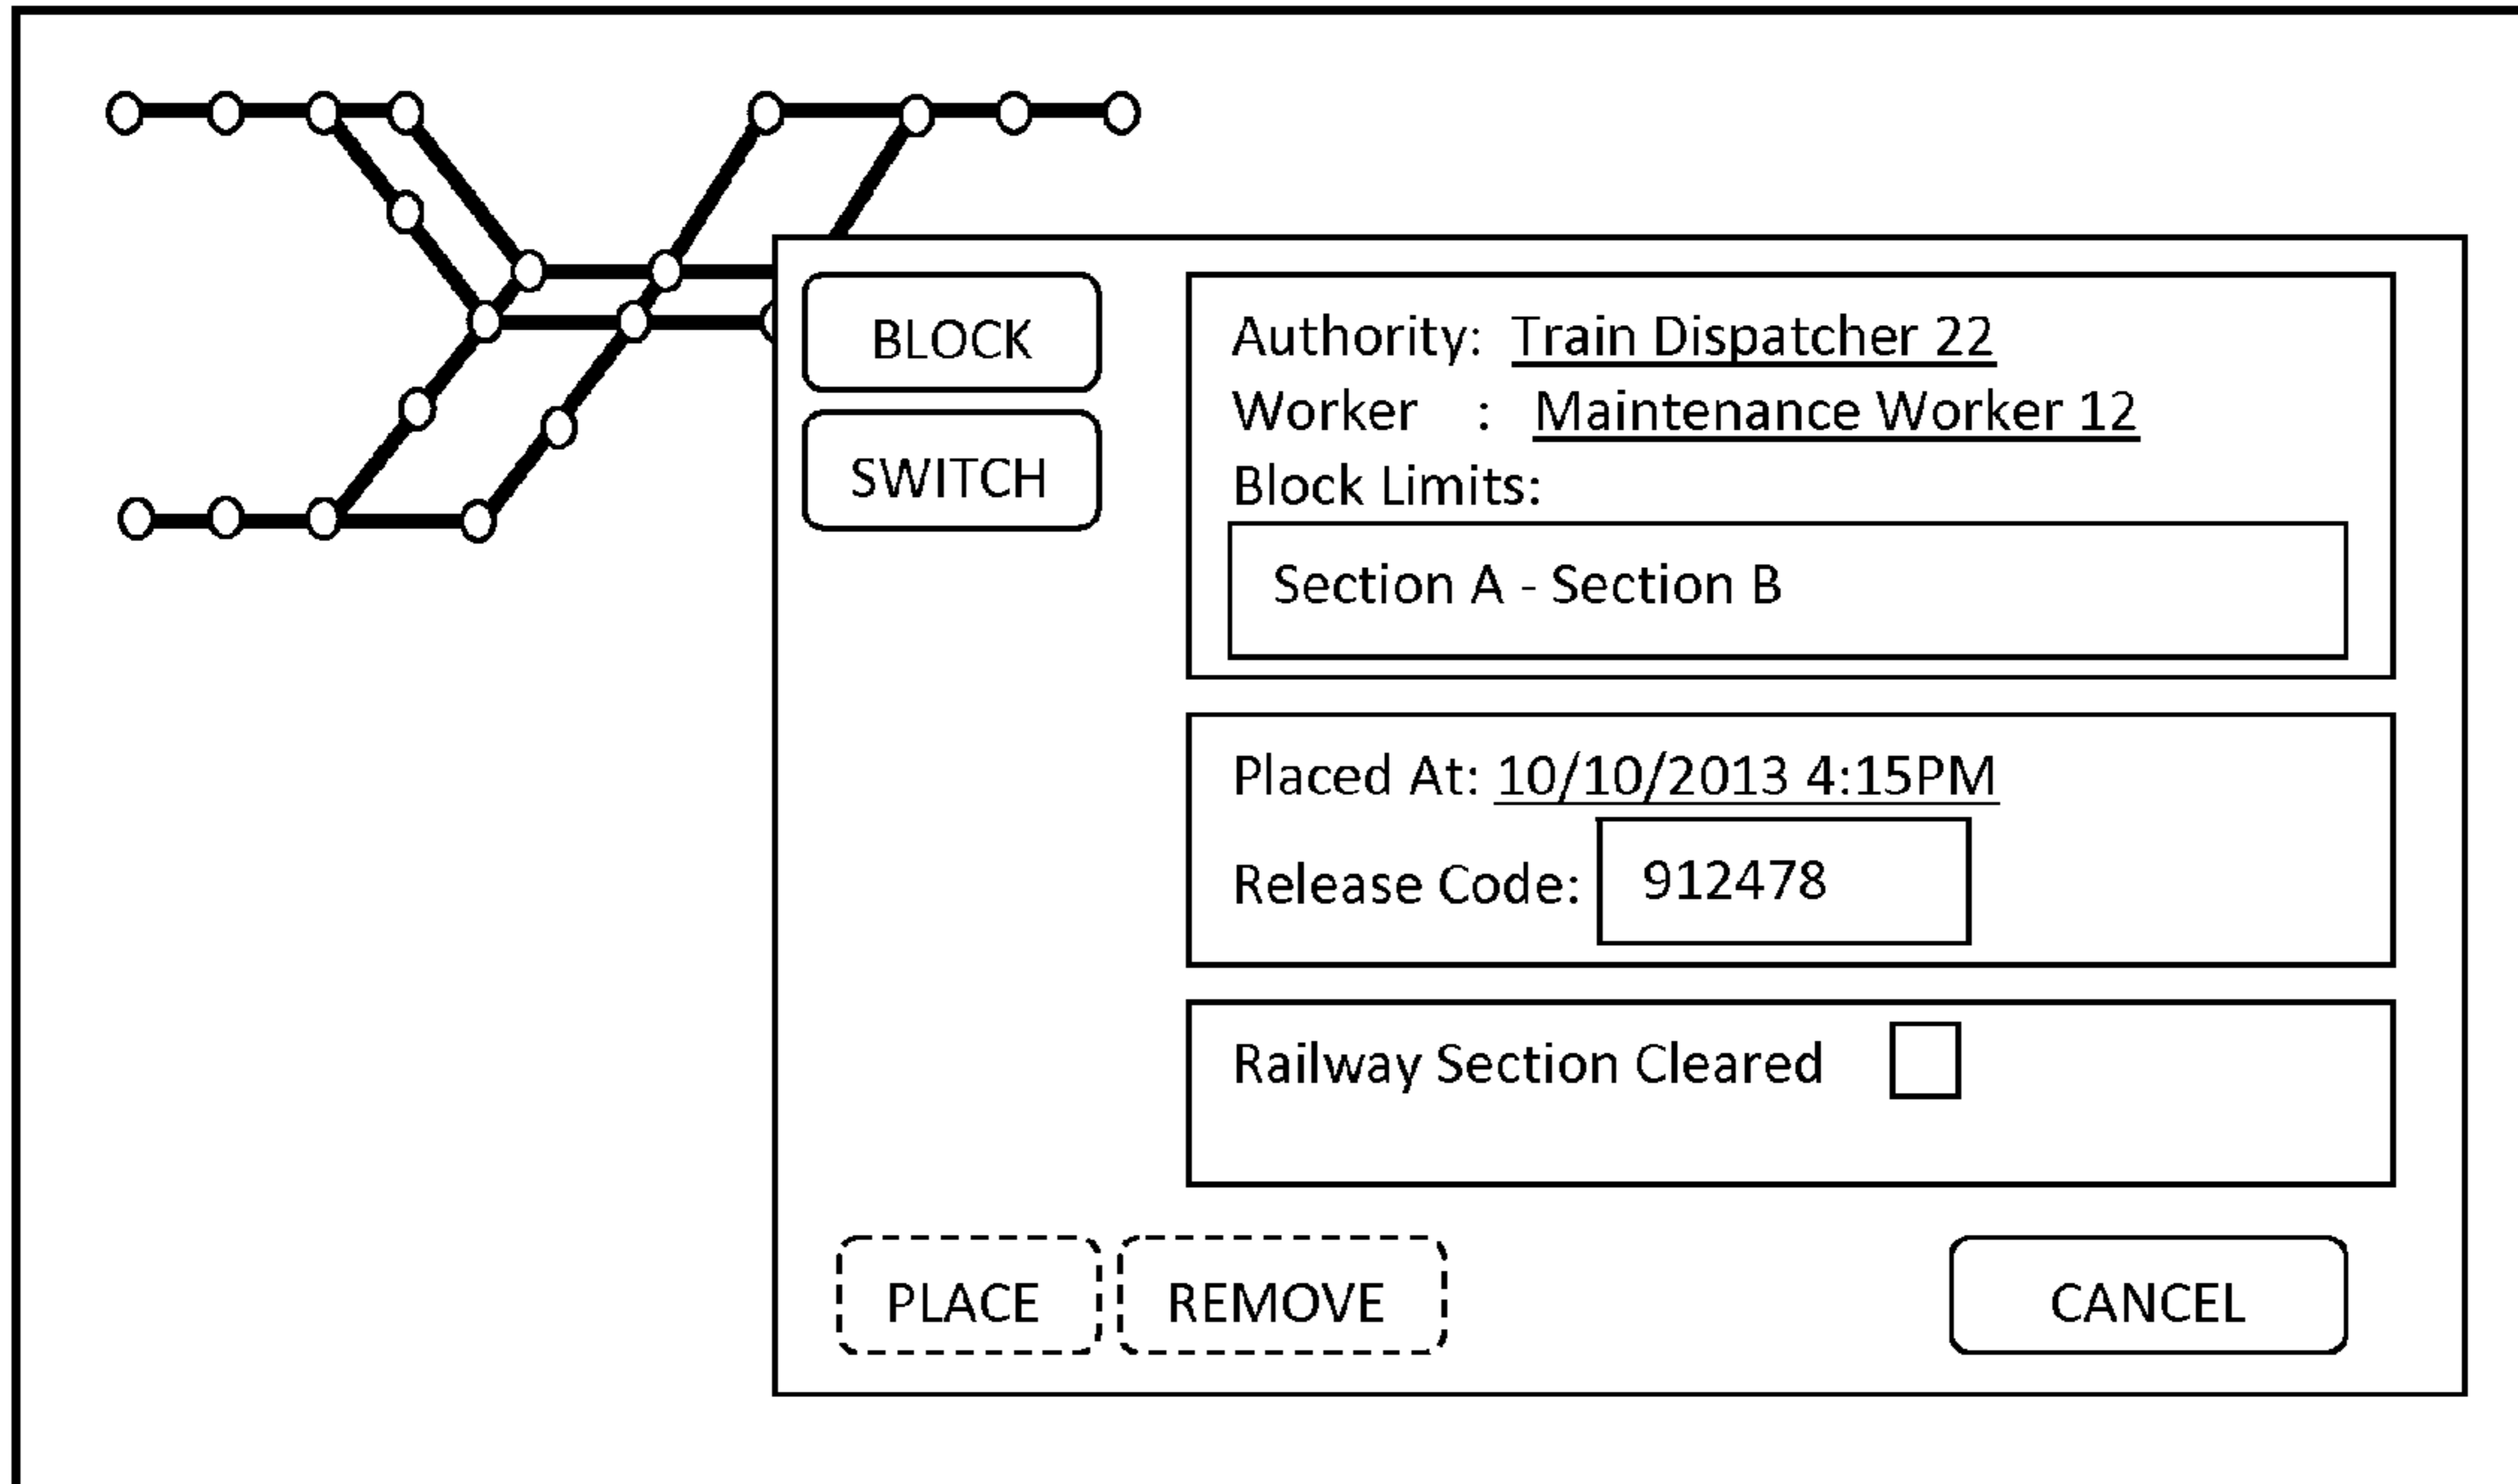 BLOCK
SWITCH
Authority: Train Dispatcher 22
Worker : Maintenance Worker 12
Block Limits:
Section A - Section B
Placed At: 10/10/2013 4:15PM
Release Code: 912478
Railway Section Cleared
PLACE
REMOVE
CANCEL